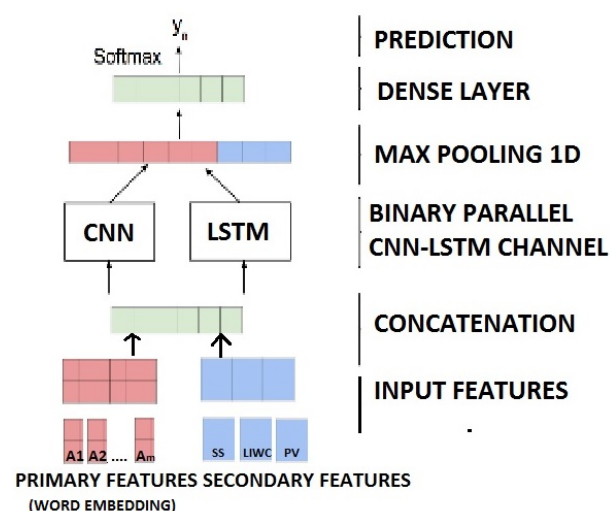 yn
Softmax
PREDICTION
DENSE LAYER
MAX POOLING 1D
CNN
LSTM
BINARY PARALLEL
CNN-LSTM CHANNEL
CONCATENATION
INPUT FEATURES
A1 A2 .... Am
SS LIWC PV
PRIMARY FEATURES SECONDARY FEATURES
(WORD EMBEDDING)